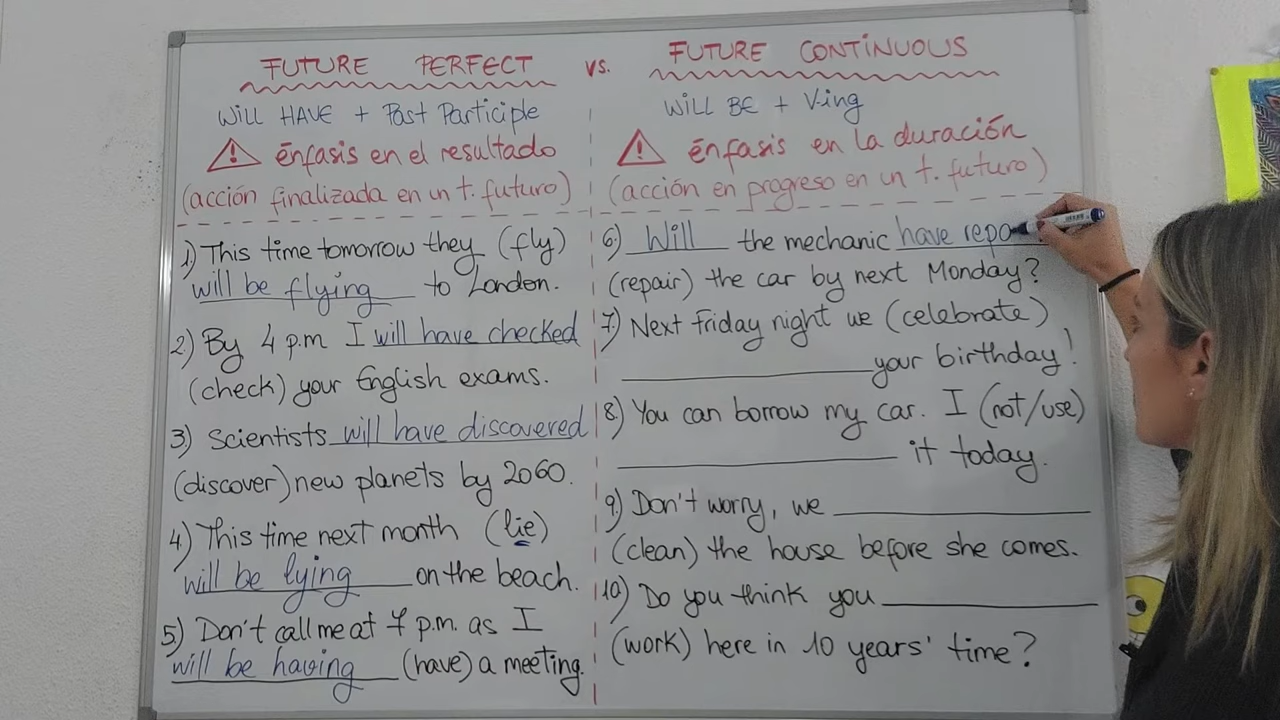 FUTURE PERFECT vs. FUTURE CONTINUOUS
WILL HAVE + Past Participle
⚠ énfasis en el resultado
(acción finalizada en un t. futuro)
1) This time tomorrow they (fly)
will be flying to London.
2) By 4 p.m I will have checked
(check) your English exams.
3) Scientists will have discovered
(discover) new planets by 2060.
4) This time next month (lie)
will be lying on the beach.
5) Don't call me at 7 p.m. as I
will be having (have) a meeting.
WILL BE + Ving
⚠ énfasis en la duración
(acción en progreso en un t. futuro)
6) Will the mechanic have repa
(repair) the car by next Monday?
7) Next Friday night we (celebrate)
your birthday!
8) You can borrow my car. I (not/use)
it today.
9) Don't worry, we
(clean) the house before she comes.
10) Do you think you
(work) here in 10 years' time?